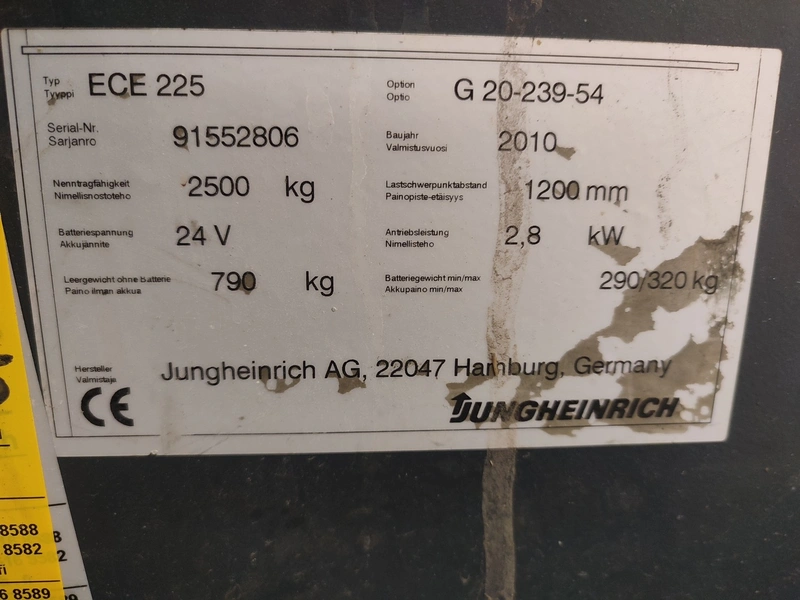 Typ ECE 225 Option G 20-239-54
Tyyppi Optio
Serial-Nr. 91552806 Baujahr 2010
Sarjanro Valmistusvuosi
Nenntragfähigkeit 2500 kg Lastschwerpunktabstand 1200 mm
Nimellisnostoteho Painopiste-etäisyys
Batteriespannung 24 V Antriebsleistung 2,8 kW
Akkujännite Nimellisteho
Leergewicht ohne Batterie 790 kg Batteriegewicht min/max 290/320 kg
Paino ilman akkua Akkupaino min/max
Hersteller Jungheinrich AG, 22047 Hamburg, Germany
Valmistaja
CE JUNGHEINRICH
8588
8582
fi
6 8589